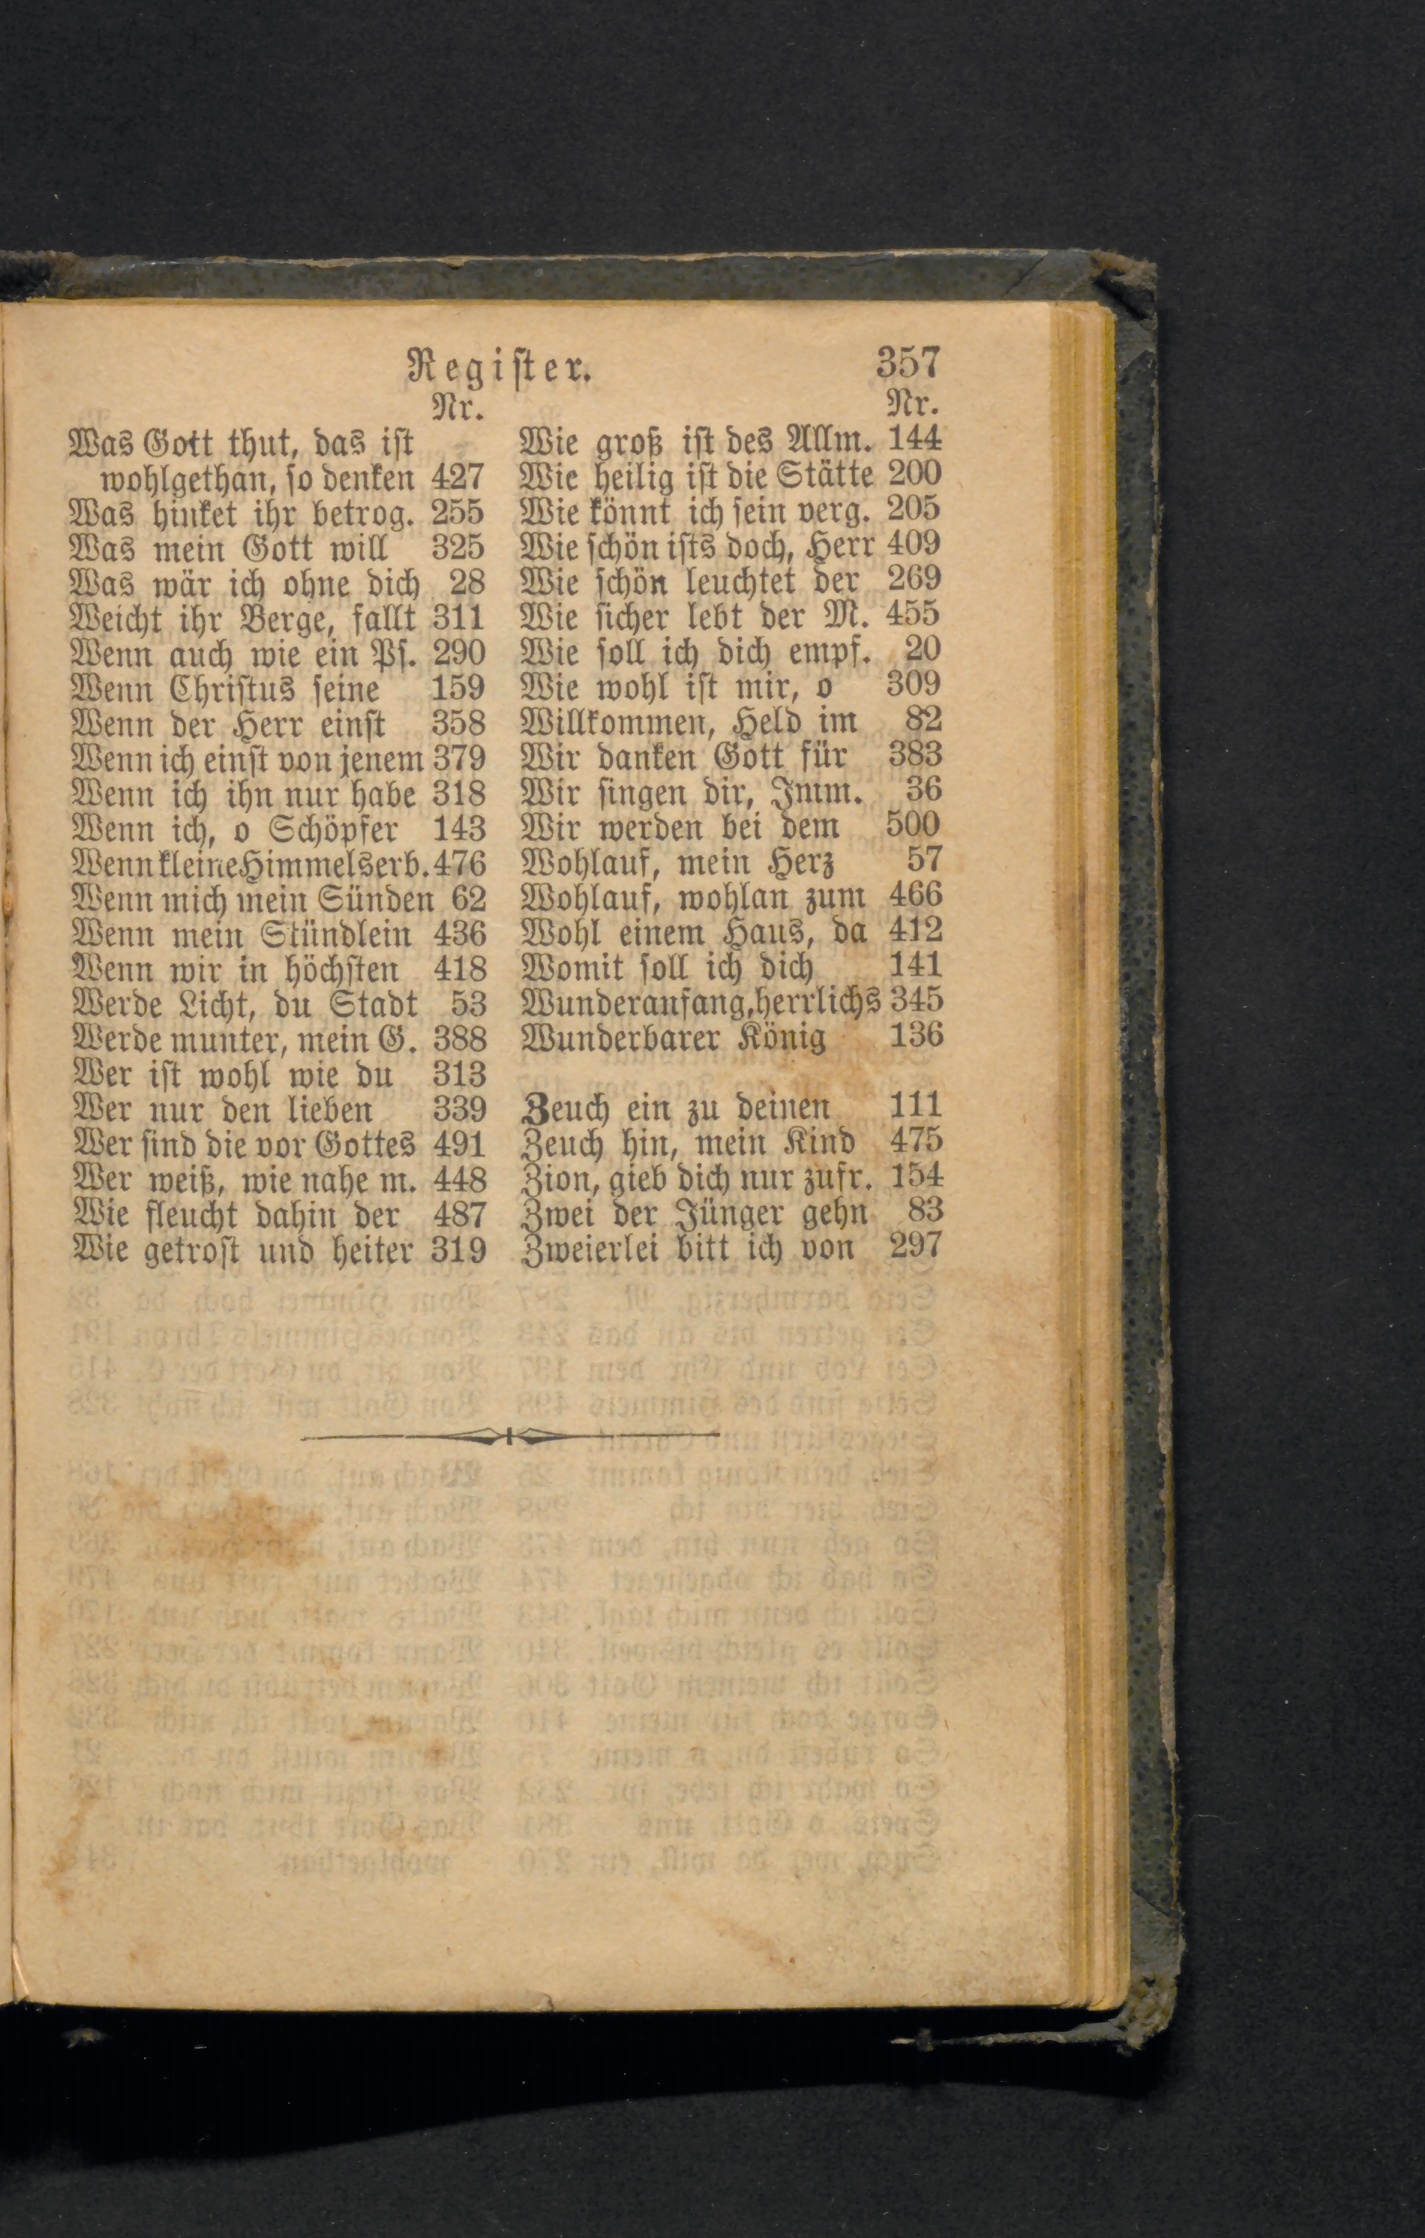 Register. 357
Nr.
Was Gott thut, das ist
wohlgethan, so denken 427
Was hinket ihr betrog. 255
Was mein Gott will 325
Was wär ich ohne dich 28
Weicht ihr Berge, fallt 311
Wenn auch wie ein Ps. 290
Wenn Christus seine 159
Wenn der Herr einst 358
Wenn ich einst von jenem 379
Wenn ich ihn nur habe 318
Wenn ich, o Schöpfer 143
Wenn kleine Himmelserb. 476
Wenn mich mein Sünden 62
Wenn mein Stündlein 436
Wenn wir in höchsten 418
Werde Licht, du Stadt 53
Werde munter, mein G. 388
Wer ist wohl wie du 313
Wer nur den lieben 339
Wer sind die vor Gottes 491
Wer weiß, wie nahe m. 448
Wie fleucht dahin der 487
Wie getrost und heiter 319
Nr.
Wie groß ist des Allm. 144
Wie heilig ist die Stätte 200
Wie könnt ich sein verg. 205
Wie schön ists doch, Herr 409
Wie schön leuchtet der 269
Wie sicher lebt der M. 455
Wie soll ich dich empf. 20
Wie wohl ist mir, o 309
Willkommen, Held im 82
Wir danken Gott für 383
Wir singen dir, Imm. 36
Wir werden bei dem 500
Wohlauf, mein Herz 57
Wohlauf, wohlan zum 466
Wohl einem Haus, da 412
Womit soll ich dich 141
Wunderanfang, herrlichs 345
Wunderbarer König 136
Zeuch ein zu deinen 111
Zeuch hin, mein Kind 475
Zion, gieb dich nur zufr. 154
Zwei der Jünger gehn 83
Zweierlei bitt ich von 297